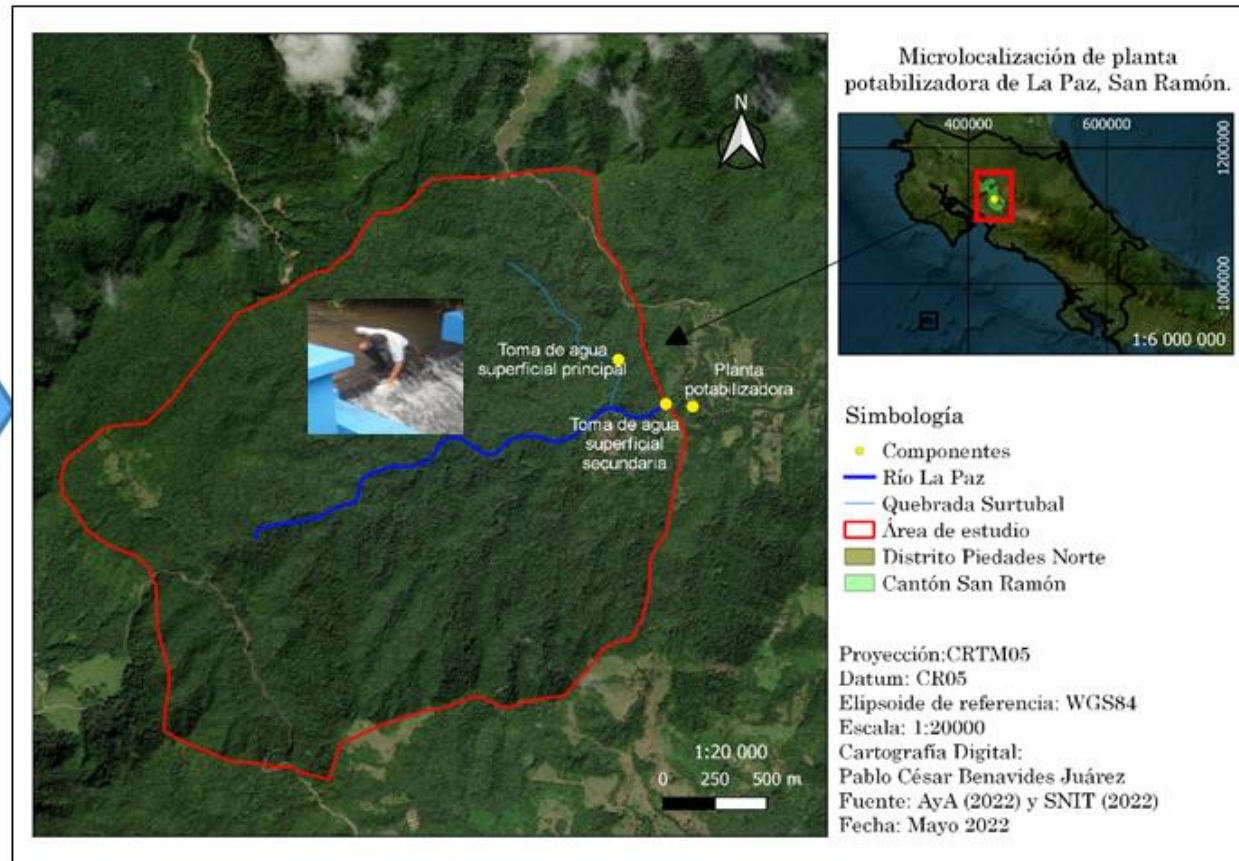 Microlocalización de planta
potabilizadora de La Paz, San Ramón.
N
400000
600000
1200000
1000000
1:6 000 000
Toma de agua
superficial principal
Planta
potabilizadora
Toma de agua
superficial
secundaria
1:20 000
0 250 500 m
Simbología
Componentes
Río La Paz
Quebrada Surtubal
Área de estudio
Distrito Piedades Norte
Cantón San Ramón
Proyección:CRTM05
Datum: CR05
Elipsoide de referencia: WGS84
Escala: 1:20000
Cartografía Digital:
Pablo César Benavides Juárez
Fuente: AyA (2022) y SNIT (2022)
Fecha: Mayo 2022